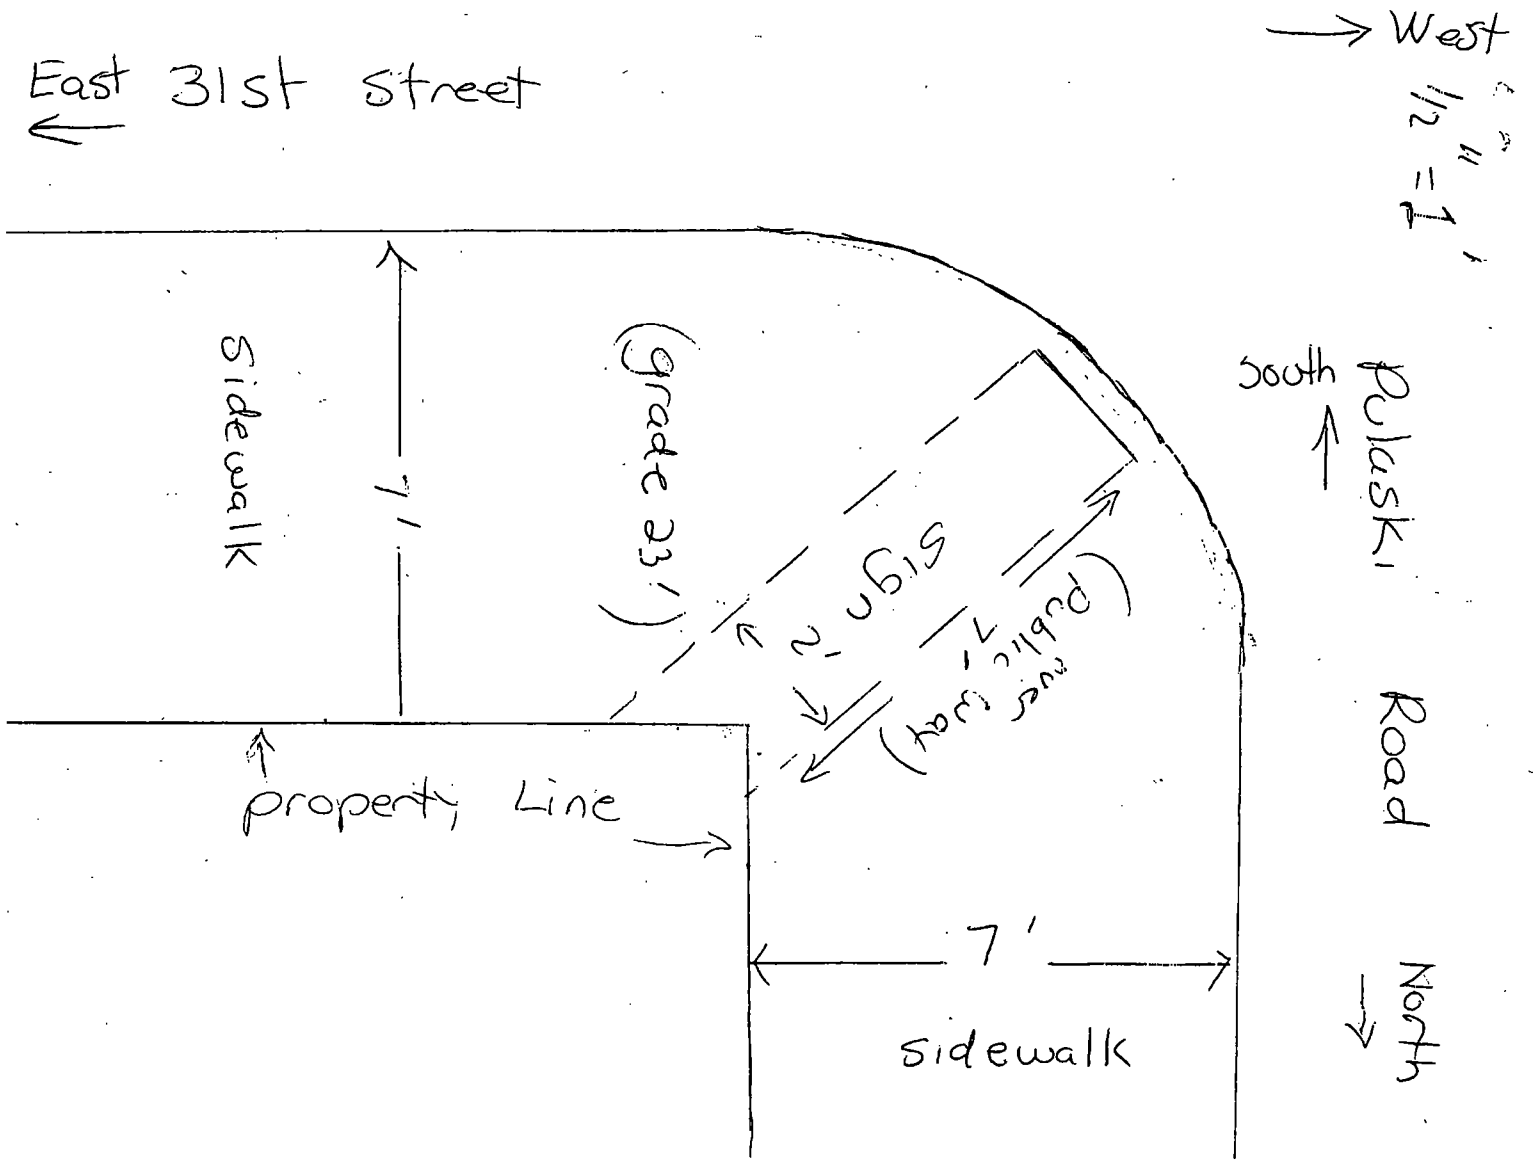 → West
East 31st Street
←
1/2" = 1'
South
↑
Pulaski
Road
North
↓
Sidewalk
7'
(grade 23')
Sign
2'
7'
(over
public way)
property Line
7'
sidewalk